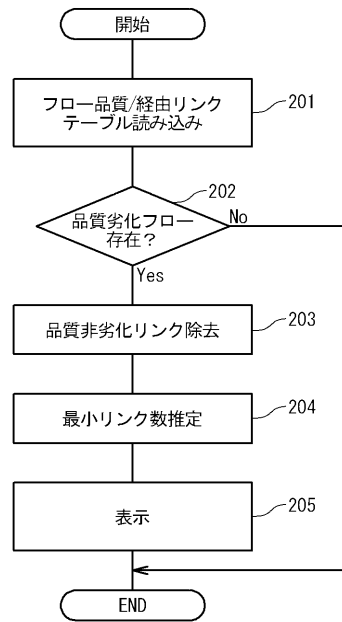 開始
フロー品質/経由リンク
テーブル読み込み
201
202
品質劣化フロー
存在？
No
Yes
品質非劣化リンク除去
203
最小リンク数推定
204
表示
205
END